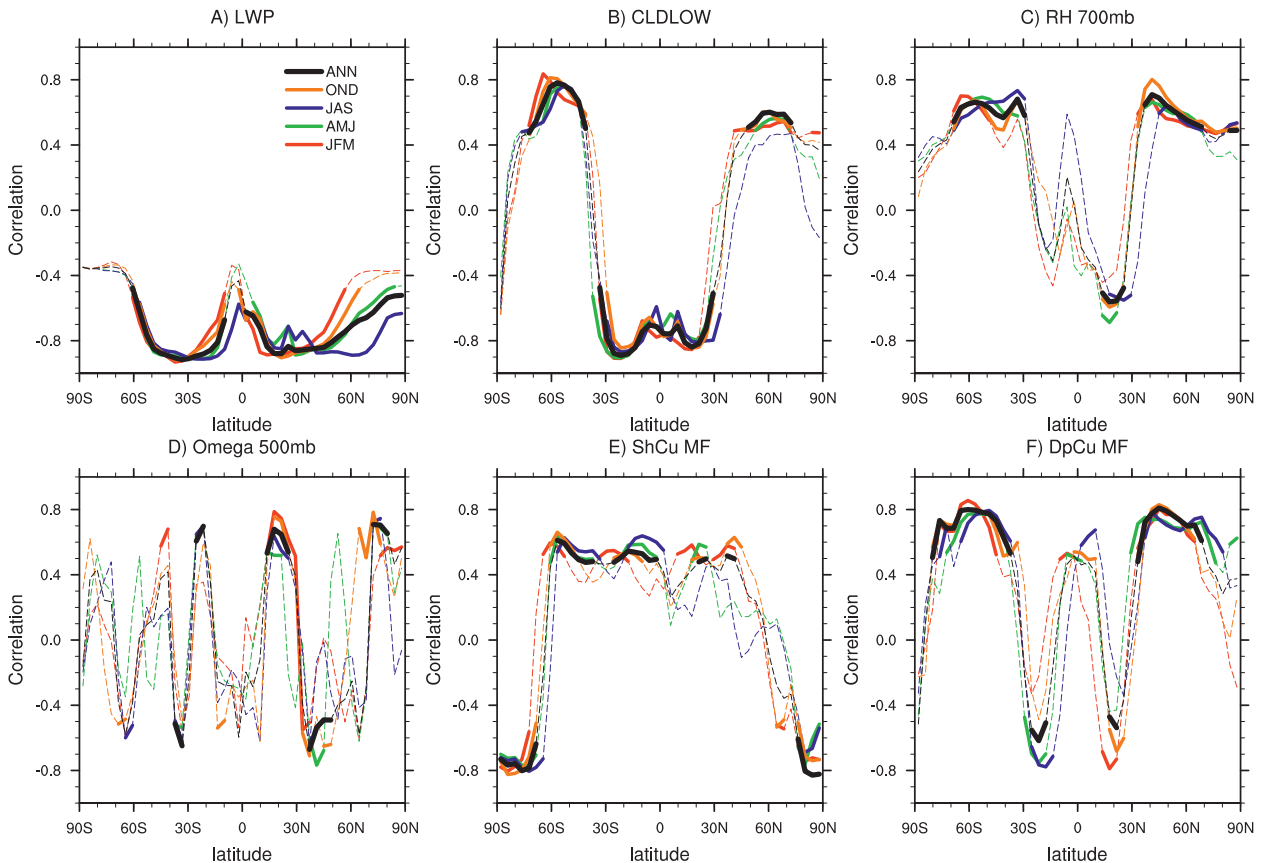 A) LWP
B) CLDLOW
C) RH 700mb
Correlation
0.8
0.4
0.0
-0.4
-0.8
ANN
OND
JAS
AMJ
JFM
90S 60S 30S 0 30N 60N 90N
latitude
Correlation
0.8
0.4
0.0
-0.4
-0.8
90S 60S 30S 0 30N 60N 90N
latitude
Correlation
0.8
0.4
0.0
-0.4
-0.8
90S 60S 30S 0 30N 60N 90N
latitude
D) Omega 500mb
E) ShCu MF
F) DpCu MF
Correlation
0.8
0.4
0.0
-0.4
-0.8
90S 60S 30S 0 30N 60N 90N
latitude
Correlation
0.8
0.4
0.0
-0.4
-0.8
90S 60S 30S 0 30N 60N 90N
latitude
Correlation
0.8
0.4
0.0
-0.4
-0.8
90S 60S 30S 0 30N 60N 90N
latitude